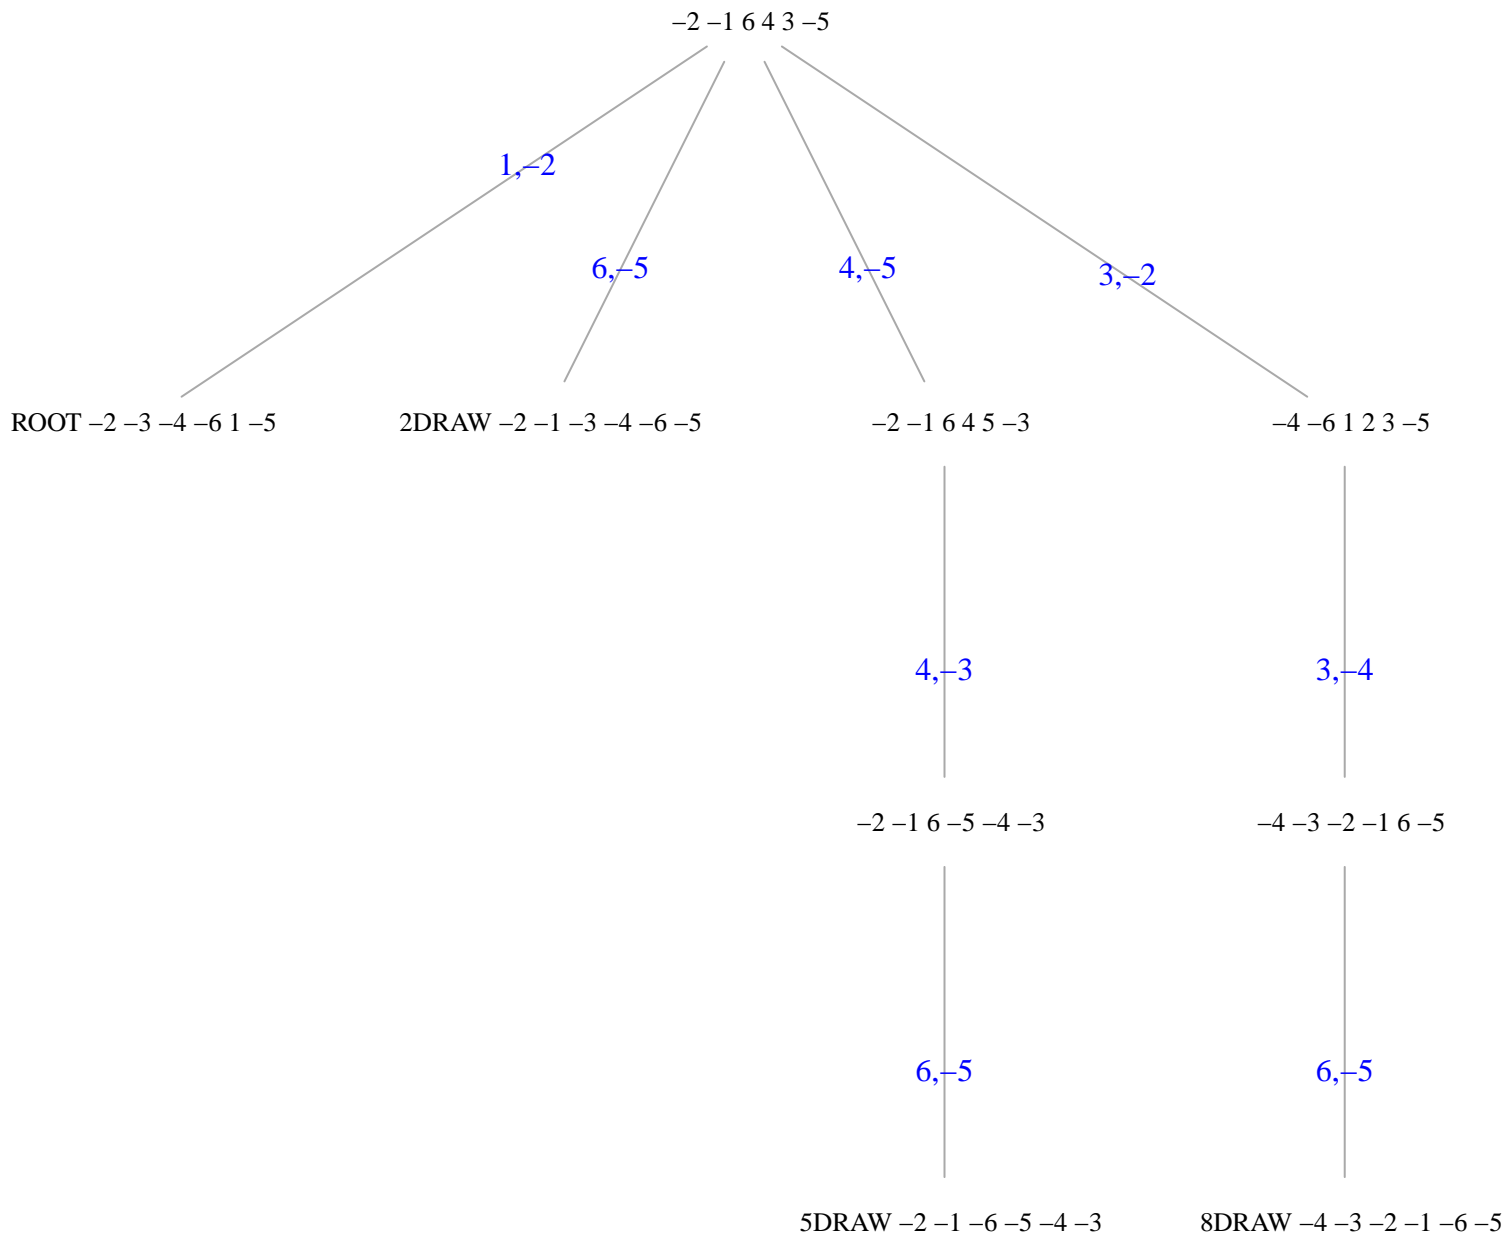 –2 –1 6 4 3 –5
1,–2
6,–5
4,–5
3,–2
ROOT –2 –3 –4 –6 1 –5
2DRAW –2 –1 –3 –4 –6 –5
–2 –1 6 4 5 –3
–4 –6 1 2 3 –5
4,–3
3,–4
–2 –1 6 –5 –4 –3
–4 –3 –2 –1 6 –5
6,–5
6,–5
5DRAW –2 –1 –6 –5 –4 –3
8DRAW –4 –3 –2 –1 –6 –5